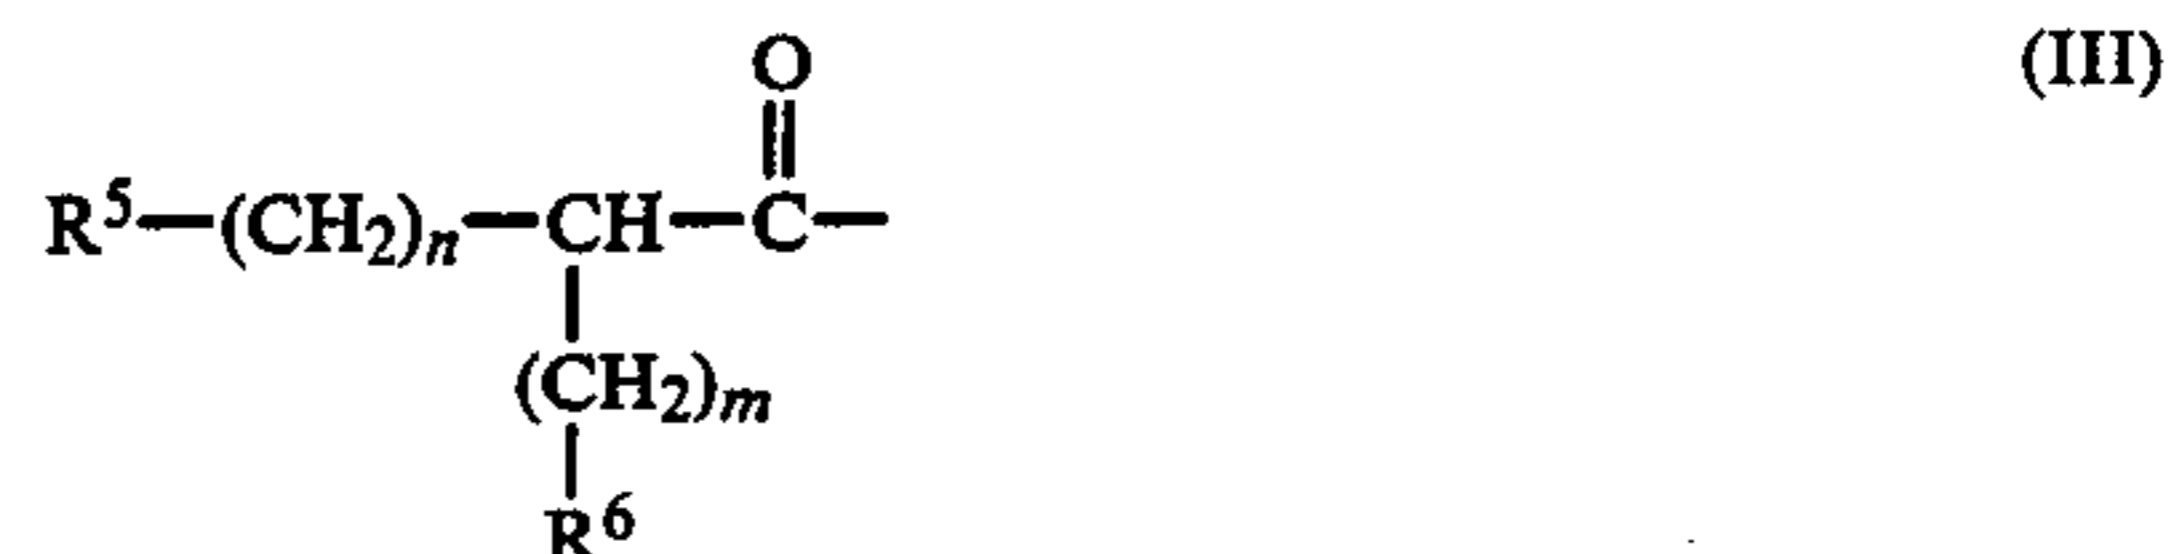 O (III)
R⁵—(CH₂)ₙ—CH—C—
(CH₂)ₘ
R⁶